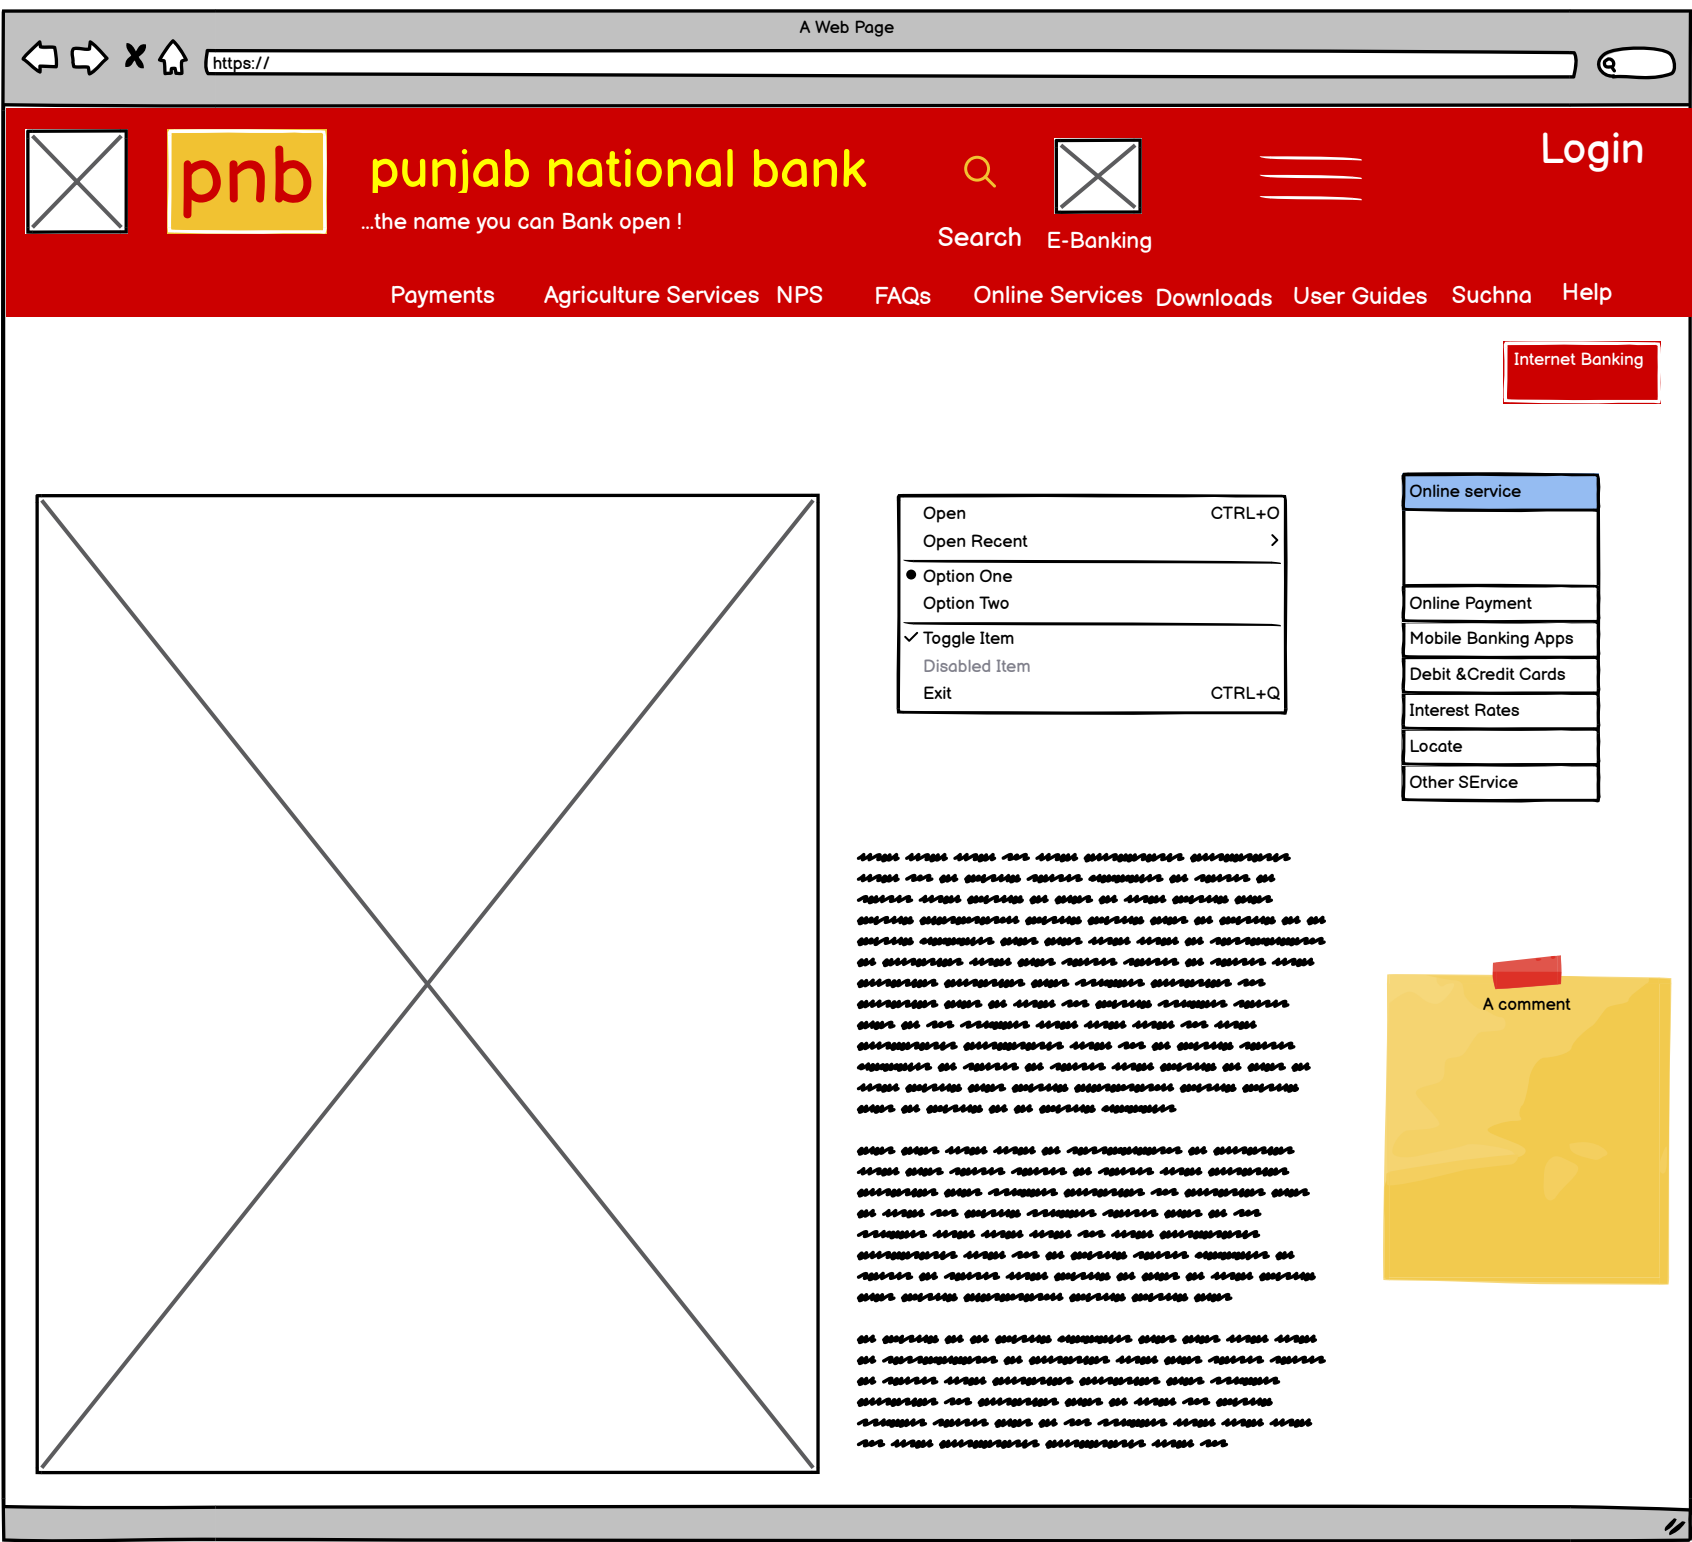 A Web Page
https://
Login
pnb
punjab national bank
...the name you can Bank open !
Search
E-Banking
Payments
Agriculture Services
NPS
FAQs
Online Services
Downloads
User Guides
Suchna
Help
Internet Banking
Open CTRL+O
Open Recent
Option One
Option Two
Toggle Item
Disabled Item
Exit CTRL+Q
Online service
Online Payment
Mobile Banking Apps
Debit &Credit Cards
Interest Rates
Locate
Other SErvice
A comment